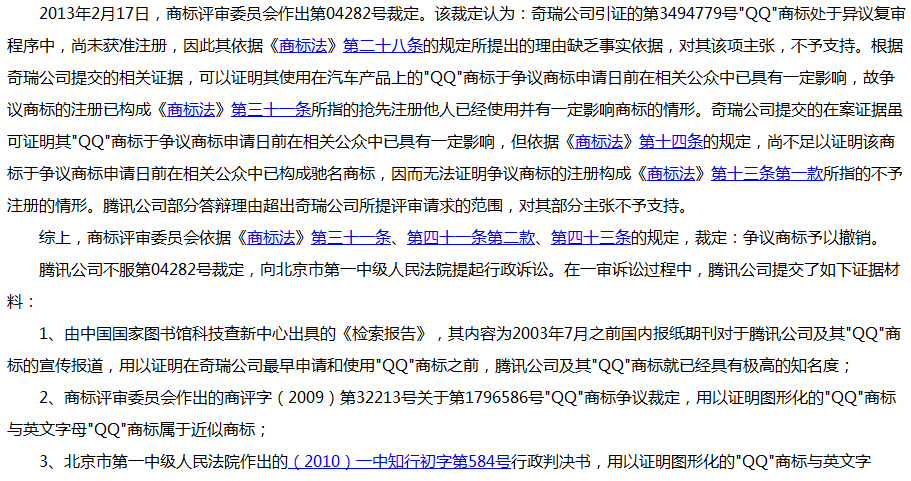 2013年2月17日，商标评审委员会作出第04282号裁定。该裁定认为：奇瑞公司引证的第3494779号"QQ"商标处于异议复审
程序中，尚未获准注册，因此其依据《商标法》第二十八条的规定所提出的理由缺乏事实依据，对其该项主张，不予支持。根据
奇瑞公司提交的相关证据，可以证明其使用在汽车产品上的"QQ"商标于争议商标申请日前在相关公众中已具有一定影响，故争
议商标的注册已构成《商标法》第三十一条所指的抢先注册他人已经使用并有一定影响商标的情形。奇瑞公司提交的在案证据虽
可证明其"QQ"商标于争议商标申请日前在相关公众中已具有一定影响，但依据《商标法》第十四条的规定，尚不足以证明该商
标于争议商标申请日前在相关公众中已构成驰名商标，因而无法证明争议商标的注册构成《商标法》第十三条第一款所指的不予
注册的情形。腾讯公司部分答辩理由超出奇瑞公司所提评审请求的范围，对其部分主张不予支持。
综上，商标评审委员会依据《商标法》第三十一条、第四十一条第二款、第四十三条的规定，裁定：争议商标予以撤销。
腾讯公司不服第04282号裁定，向北京市第一中级人民法院提起行政诉讼。在一审诉讼过程中，腾讯公司提交了如下证据材
料：
1、由中国国家图书馆科技查新中心出具的《检索报告》，其内容为2003年7月之前国内报纸期刊对于腾讯公司及其"QQ"商
标的宣传报道，用以证明在奇瑞公司最早申请和使用"QQ"商标之前，腾讯公司及其"QQ"商标就已经具有极高的知名度；
2、商标评审委员会作出的商评字（2009）第32213号关于第1796586号"QQ"商标争议裁定，用以证明图形化的"QQ"商标
与英文字母"QQ"商标属于近似商标；
3、北京市第一中级人民法院作出的（2010）一中知行初字第584号行政判决书，用以证明图形化的"QQ"商标与英文字